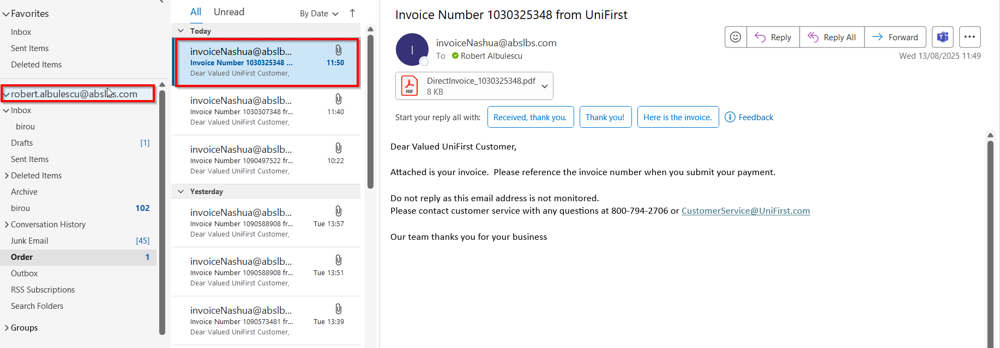 Favorites
Inbox
Sent Items
Deleted Items
robert.albulescu@abslbs.com
Inbox
birou
Drafts [1]
Sent Items
Deleted Items
Archive
birou 102
Conversation History
Junk Email [45]
Order 1
Outbox
RSS Subscriptions
Search Folders
Groups
All Unread By Date
Today
invoiceNashua@abslb...
Invoice Number 1030325348 ... 11:50
Dear Valued UniFirst Customer,
invoiceNashua@abslb...
Invoice Number 1030307348 fr... 11:40
Dear Valued UniFirst Customer,
invoiceNashua@abslb...
Invoice Number 1090497522 fr... 10:22
Dear Valued UniFirst Customer,
Yesterday
invoiceNashua@abslb...
Invoice Number 1090588908 fr... Tue 13:57
Dear Valued UniFirst Customer,
invoiceNashua@abslb...
Invoice Number 1090588908 fr... Tue 13:51
Dear Valued UniFirst Customer,
invoiceNashua@abslb...
Invoice Number 1090573481 fr... Tue 13:39
Dear Valued UniFirst Customer,
Invoice Number 1030325348 from UniFirst
I
invoiceNashua@abslbs.com
To Robert Albulescu
Reply Reply All Forward
Wed 13/08/2025 11:49
PDF
DirectInvoice_1030325348.pdf
8 KB
Start your reply all with: Received, thank you. Thank you! Here is the invoice. Feedback
Dear Valued UniFirst Customer,
Attached is your invoice.  Please reference the invoice number when you submit your payment.
Do not reply as this email address is not monitored.
Please contact customer service with any questions at 800-794-2706 or CustomerService@UniFirst.com
Our team thanks you for your business